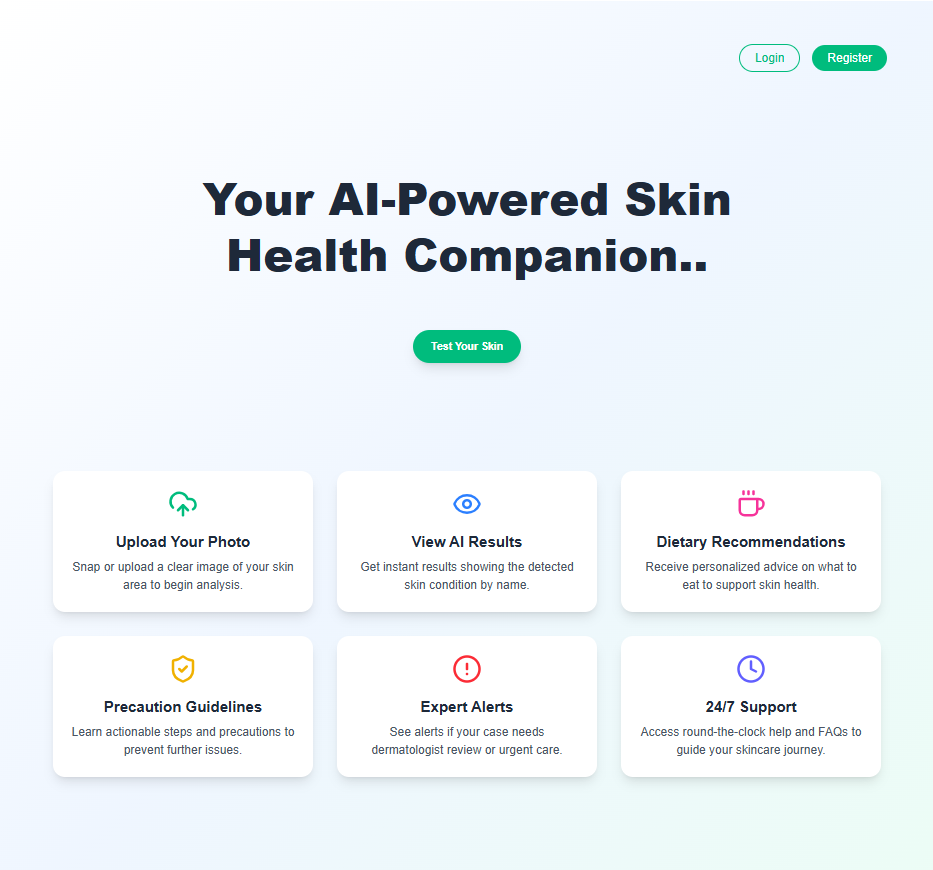 Login
Register
Your AI-Powered Skin
Health Companion..
Test Your Skin
Upload Your Photo
Snap or upload a clear image of your skin
area to begin analysis.
View AI Results
Get instant results showing the detected
skin condition by name.
Dietary Recommendations
Receive personalized advice on what to
eat to support skin health.
Precaution Guidelines
Learn actionable steps and precautions to
prevent further issues.
Expert Alerts
See alerts if your case needs
dermatologist review or urgent care.
24/7 Support
Access round-the-clock help and FAQs to
guide your skincare journey.